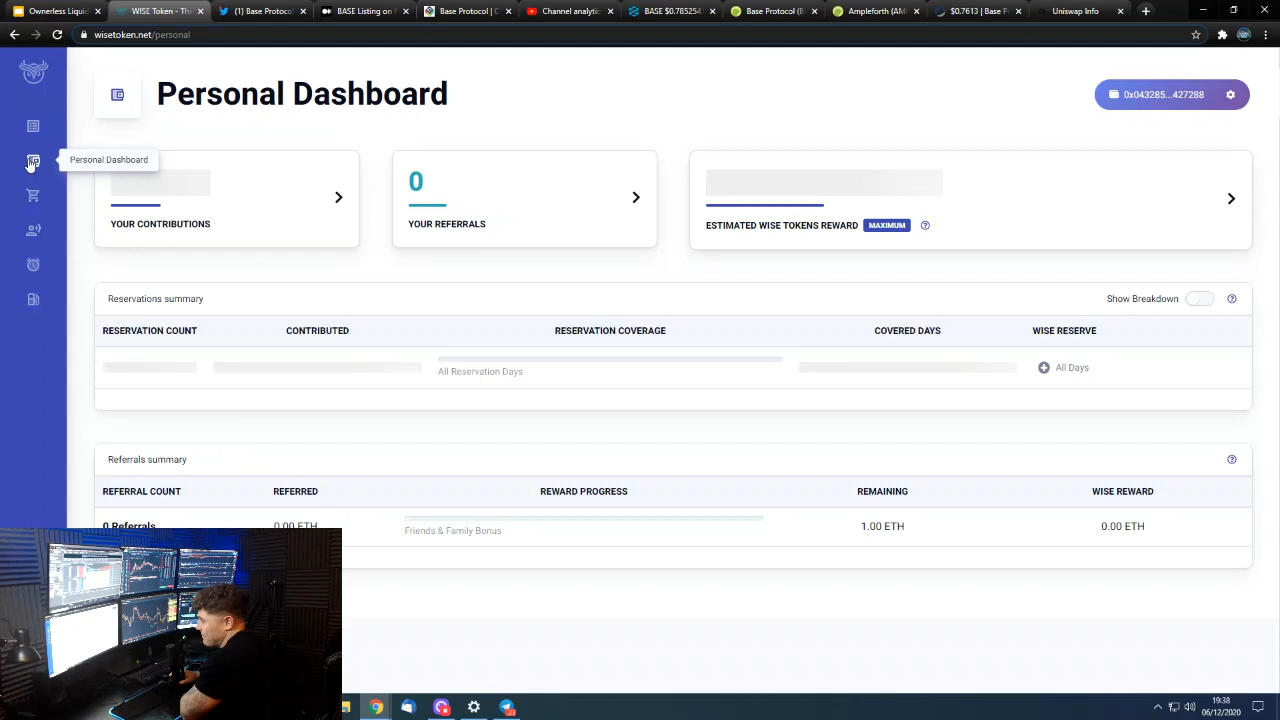 Ownerless Liquid
WISE Token - Th
(1) Base Protoco
BASE Listing on
Base Protocol | C
Channel analytic
BASE $0.785254
Base Protocol (B
Ampleforth (AM
Uniswap Info
wisetoken.net/personal
Personal Dashboard
0x043285...427288
Personal Dashboard
0
YOUR CONTRIBUTIONS
YOUR REFERRALS
ESTIMATED WISE TOKENS REWARD MAXIMUM
Reservations summary
Show Breakdown
RESERVATION COUNT CONTRIBUTED RESERVATION COVERAGE COVERED DAYS WISE RESERVE
All Reservation Days
All Days
Referrals summary
REFERRAL COUNT REFERRED REWARD PROGRESS REMAINING WISE REWARD
0 Referrals 0.00 ETH Friends & Family Bonus 1.00 ETH 0.00 ETH
19:38
06/12/2020